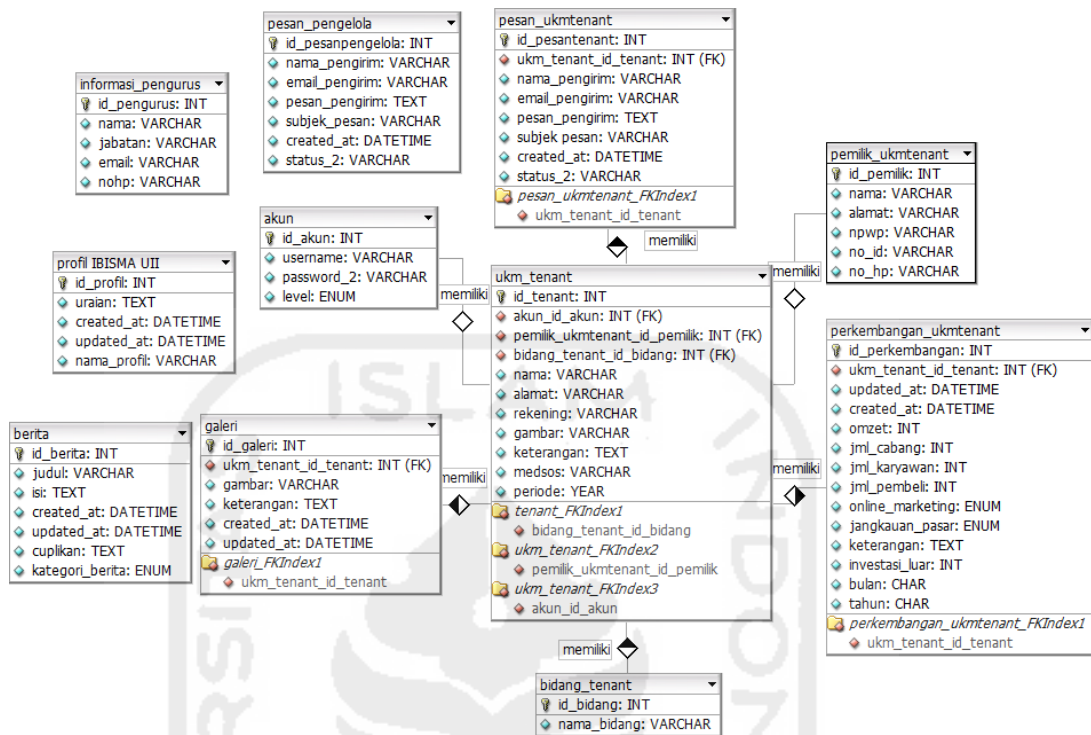 pesan_pengelola
id_pesanpengelola: INT
nama_pengirim: VARCHAR
email_pengirim: VARCHAR
pesan_pengirim: TEXT
subjek_pesan: VARCHAR
created_at: DATETIME
status_2: VARCHAR
pesan_ukmtenant
id_pesantenant: INT
ukm_tenant_id_tenant: INT (FK)
nama_pengirim: VARCHAR
email_pengirim: VARCHAR
pesan_pengirim: TEXT
subjek pesan: VARCHAR
created_at: DATETIME
status_2: VARCHAR
pesan_ukmtenant_FKIndex1
ukm_tenant_id_tenant
informasi_pengurus
id_pengurus: INT
nama: VARCHAR
jabatan: VARCHAR
email: VARCHAR
nohp: VARCHAR
pemilik_ukmtenant
id_pemilik: INT
nama: VARCHAR
alamat: VARCHAR
npwp: VARCHAR
no_id: VARCHAR
no_hp: VARCHAR
akun
id_akun: INT
username: VARCHAR
password_2: VARCHAR
level: ENUM
memiliki
memiliki
memiliki
profil IBISMA UII
id_profil: INT
uraian: TEXT
created_at: DATETIME
updated_at: DATETIME
nama_profil: VARCHAR
ukm_tenant
id_tenant: INT
akun_id_akun: INT (FK)
pemilik_ukmtenant_id_pemilik: INT (FK)
bidang_tenant_id_bidang: INT (FK)
nama: VARCHAR
alamat: VARCHAR
rekening: VARCHAR
gambar: VARCHAR
keterangan: TEXT
medsos: VARCHAR
periode: YEAR
tenant_FKIndex1
bidang_tenant_id_bidang
ukm_tenant_FKIndex2
pemilik_ukmtenant_id_pemilik
ukm_tenant_FKIndex3
akun_id_akun
perkembangan_ukmtenant
id_perkembangan: INT
ukm_tenant_id_tenant: INT (FK)
updated_at: DATETIME
created_at: DATETIME
omzet: INT
jml_cabang: INT
jml_karyawan: INT
jml_pembeli: INT
online_marketing: ENUM
jangkauan_pasar: ENUM
keterangan: TEXT
investasi_luar: INT
bulan: CHAR
tahun: CHAR
perkembangan_ukmtenant_FKIndex1
ukm_tenant_id_tenant
berita
id_berita: INT
judul: VARCHAR
isi: TEXT
created_at: DATETIME
updated_at: DATETIME
cuplikan: TEXT
kategori_berita: ENUM
galeri
id_galeri: INT
ukm_tenant_id_tenant: INT (FK)
gambar: VARCHAR
keterangan: TEXT
created_at: DATETIME
updated_at: DATETIME
galeri_FKIndex1
ukm_tenant_id_tenant
memiliki
memiliki
memiliki
bidang_tenant
id_bidang: INT
nama_bidang: VARCHAR
ISLAM